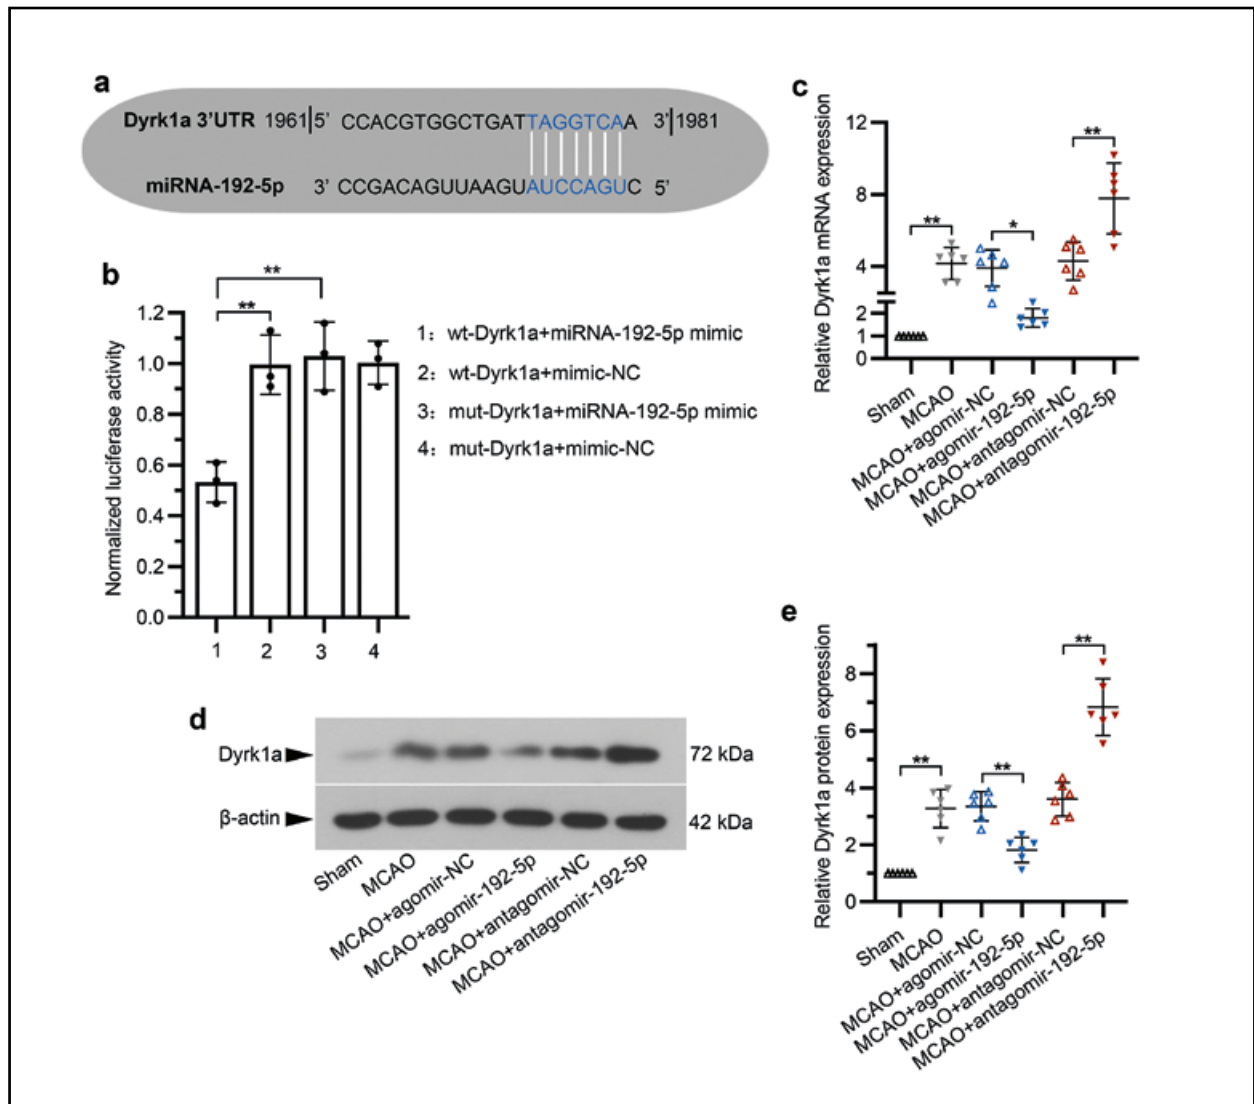 a
Dyrk1a 3'UTR 1961 5' CCACGTGGCTGATTAGGTCAA 3' 1981
miRNA-192-5p 3' CCGACAGUUAAGUAUCCAGUC 5'
b
Normalized luciferase activity
1.2
1.0
0.8
0.6
0.4
0.2
0.0
** **
1 2 3 4
1: wt-Dyrk1a+miRNA-192-5p mimic
2: wt-Dyrk1a+mimic-NC
3: mut-Dyrk1a+miRNA-192-5p mimic
4: mut-Dyrk1a+mimic-NC
c
Relative Dyrk1a mRNA expression
12
8
4
2
1
0
** * **
Sham
MCAO
MCAO+agomir-NC
MCAO+agomir-192-5p
MCAO+antagomir-NC
MCAO+antagomir-192-5p
d
Dyrk1a 72 kDa
β-actin 42 kDa
Sham
MCAO
MCAO+agomir-NC
MCAO+agomir-192-5p
MCAO+antagomir-NC
MCAO+antagomir-192-5p
e
Relative Dyrk1a protein expression
8
6
4
2
0
** ** **
Sham
MCAO
MCAO+agomir-NC
MCAO+agomir-192-5p
MCAO+antagomir-NC
MCAO+antagomir-192-5p